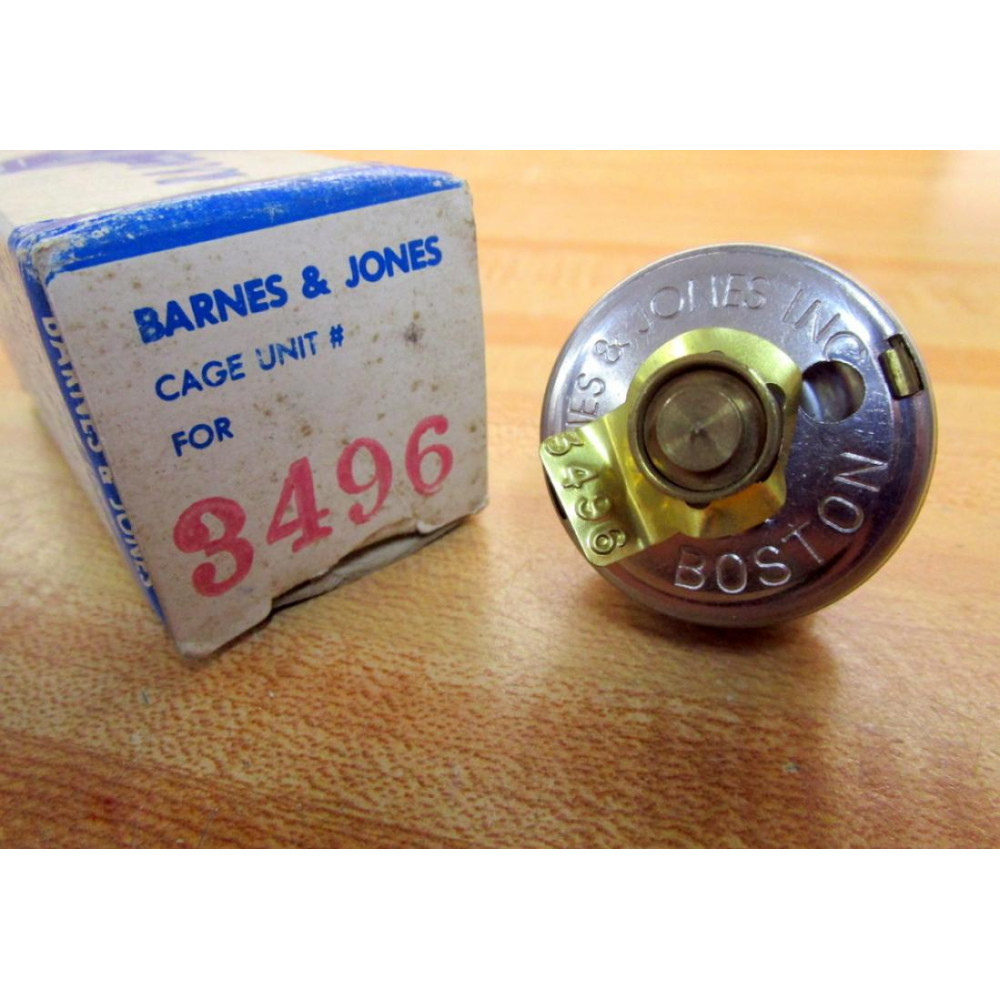 BARNES & JONES
CAGE UNIT #
FOR
3496
BARNES & JONES
& JONES INC
BOSTON
3496